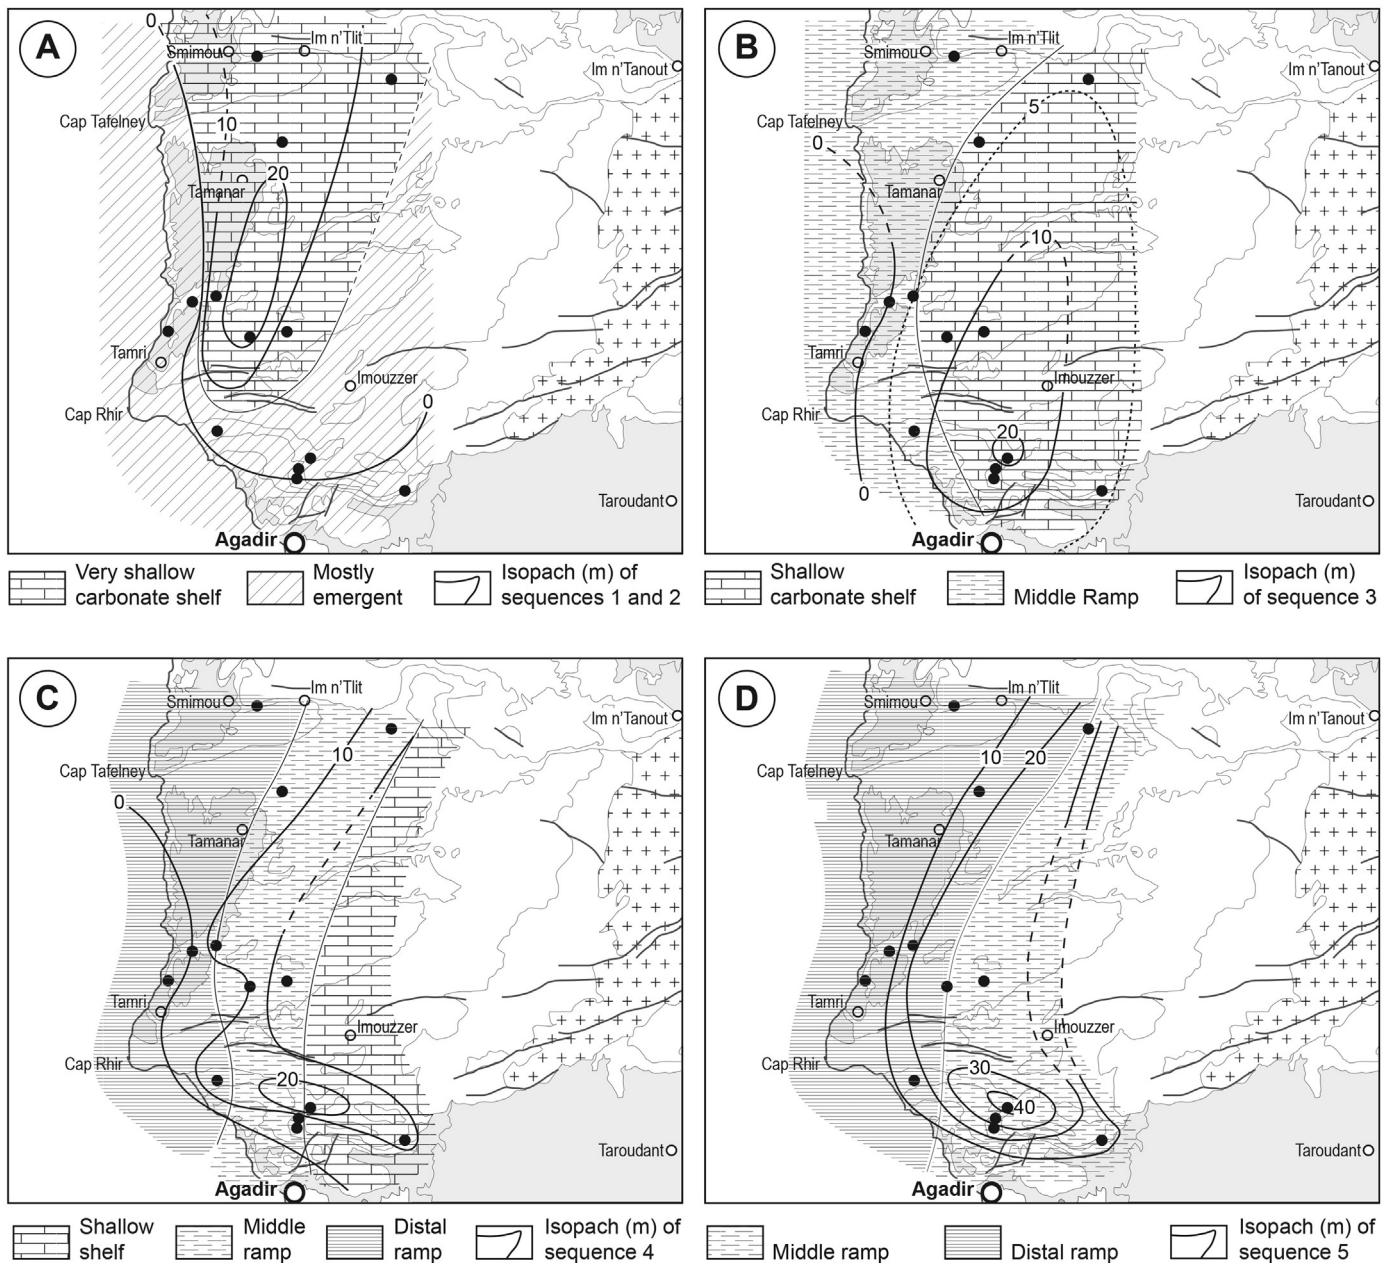 A
0
Smimou
Im n'Tlit
Cap Tafelney
10
20
Tamanar
Tamri
Imouzzer
Cap Rhir
0
Agadir
Very shallow
carbonate shelf
Mostly
emergent
Isopach (m) of
sequences 1 and 2
B
Smimou
Im n'Tlit
Im n'Tanout
Cap Tafelney
5
0
Tamanar
10
Tamri
Imouzzer
Cap Rhir
20
0
Taroudant
Agadir
Shallow
carbonate shelf
Middle Ramp
Isopach (m)
of sequence 3
Im n'Tanout
Taroudant
C
Smimou
Im n'Tlit
Im n'Tanout
10
Cap Tafelney
0
Tamanar
Tamri
Imouzzer
Cap Rhir
20
Taroudant
Agadir
Shallow
shelf
Middle
ramp
Distal
ramp
Isopach (m) of
sequence 4
D
Smimou
Im n'Tlit
Im n'Tanout
10
20
Cap Tafelney
Tamanar
Tamri
Imouzzer
Cap Rhir
30
40
Taroudant
Agadir
Middle ramp
Distal ramp
Isopach (m) of
sequence 5